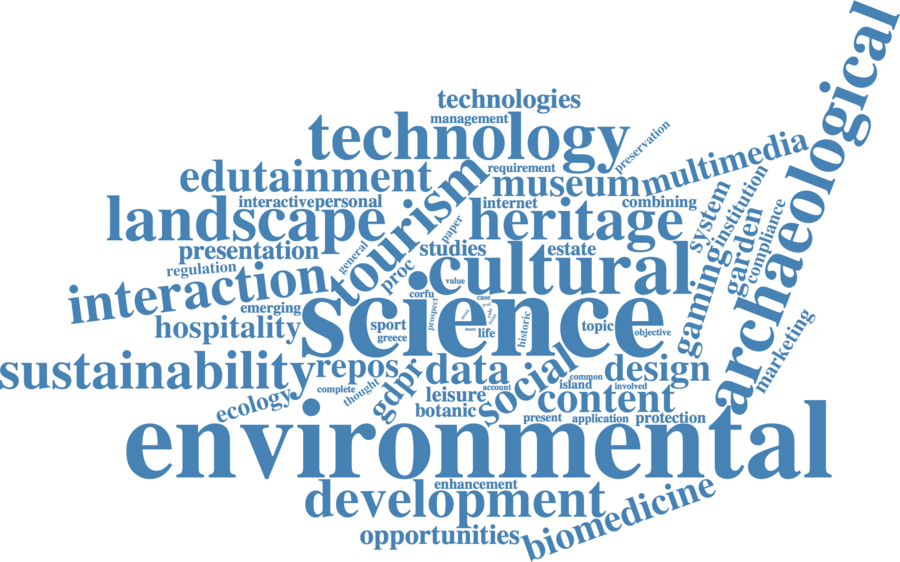 technologies
management
technology
preservation
archaeological
edutainment
requirement
multimedia
museum
tourism
interactive
personal
internet
combining
institution
system
landscape
heritage
paper
garden
compliance
presentation
general
studies
estate
regulation
proc
cultural
gaming
interaction
value
corfu
case
emerging
science
prospect
historic
hospitality
sport
life
topic
objective
greece
marketing
sustainability
repos
data
social
design
common
island
involved
complete
thought
gdpr
account
leisure
content
ecology
botanic
present
application
protection
environmental
enhancement
development
biomedicine
opportunities